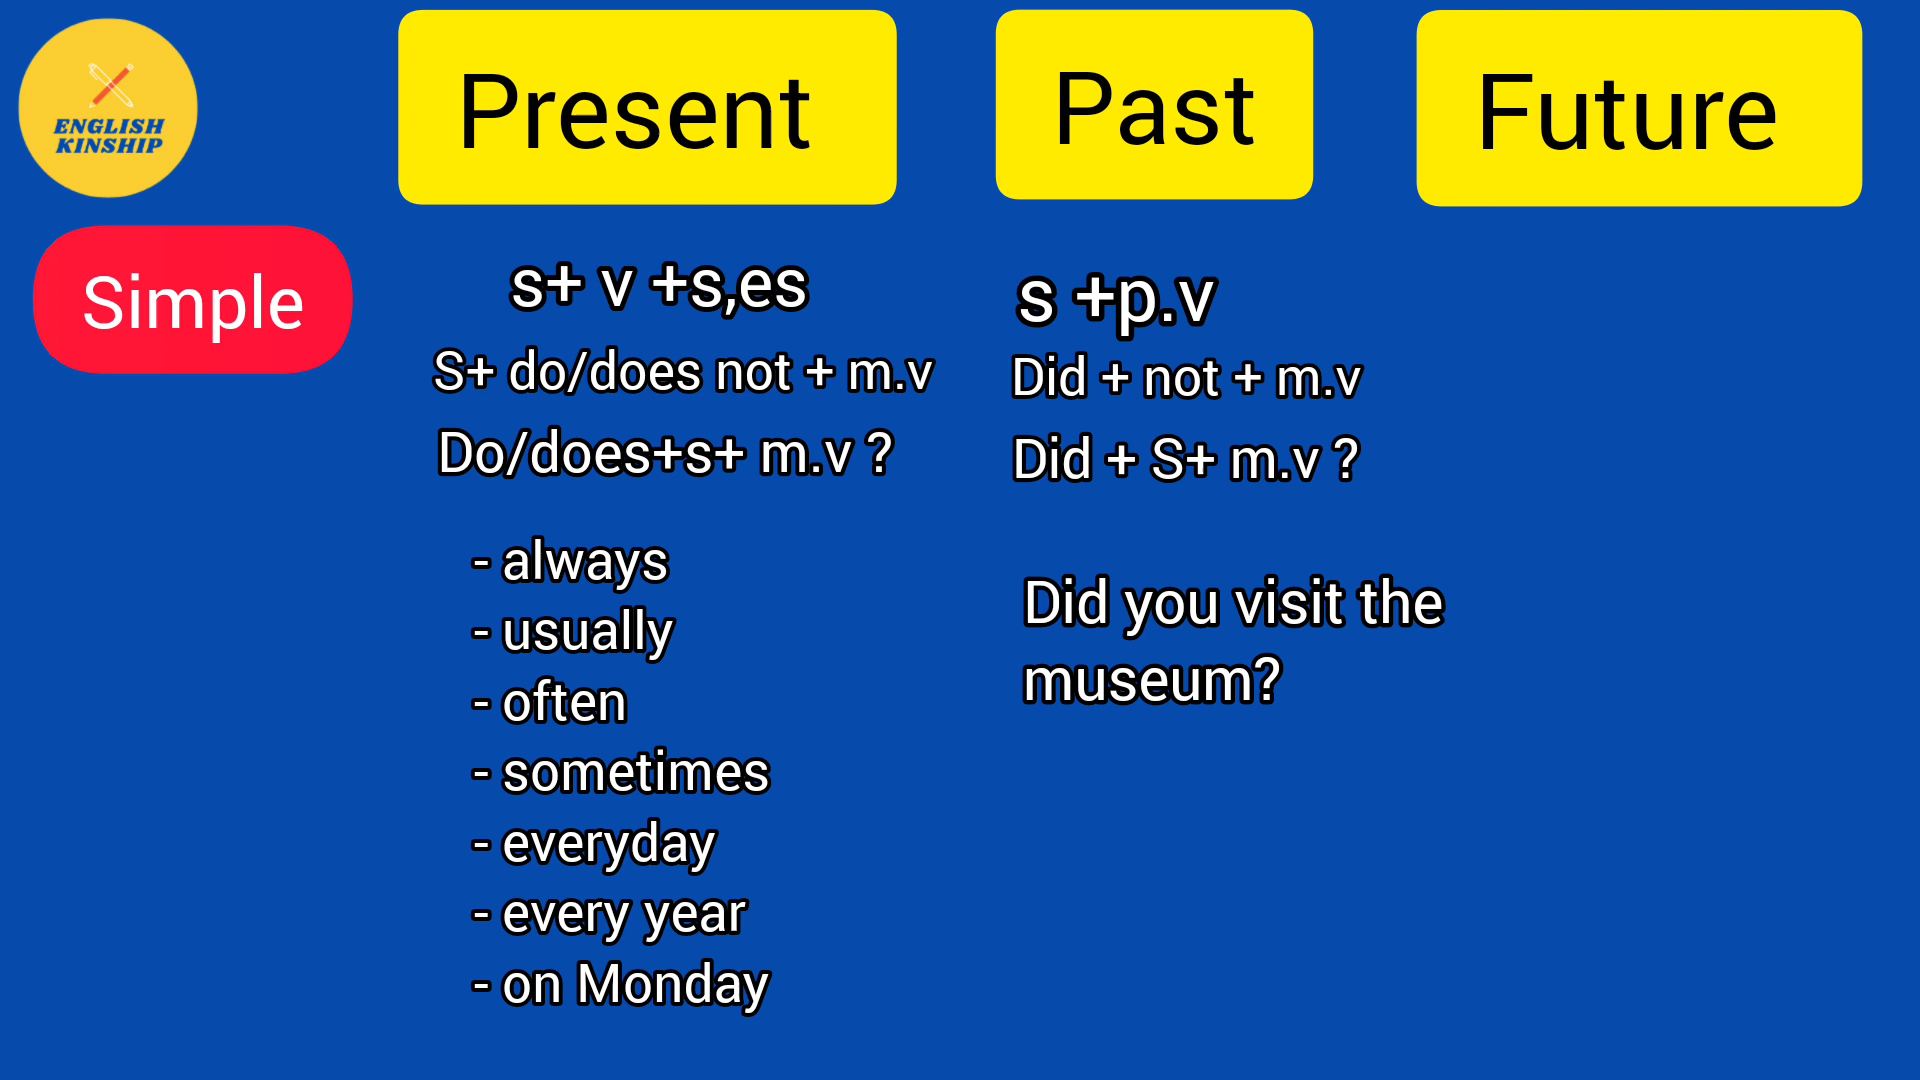 ENGLISH
KINSHIP
Present
Past
Future
Simple
s+ v +s,es
S+ do/does not + m.v
Do/does+s+ m.v ?
- always
- usually
- often
- sometimes
- everyday
- every year
- on Monday
s +p.v
Did + not + m.v
Did + S+ m.v ?
Did you visit the
museum?